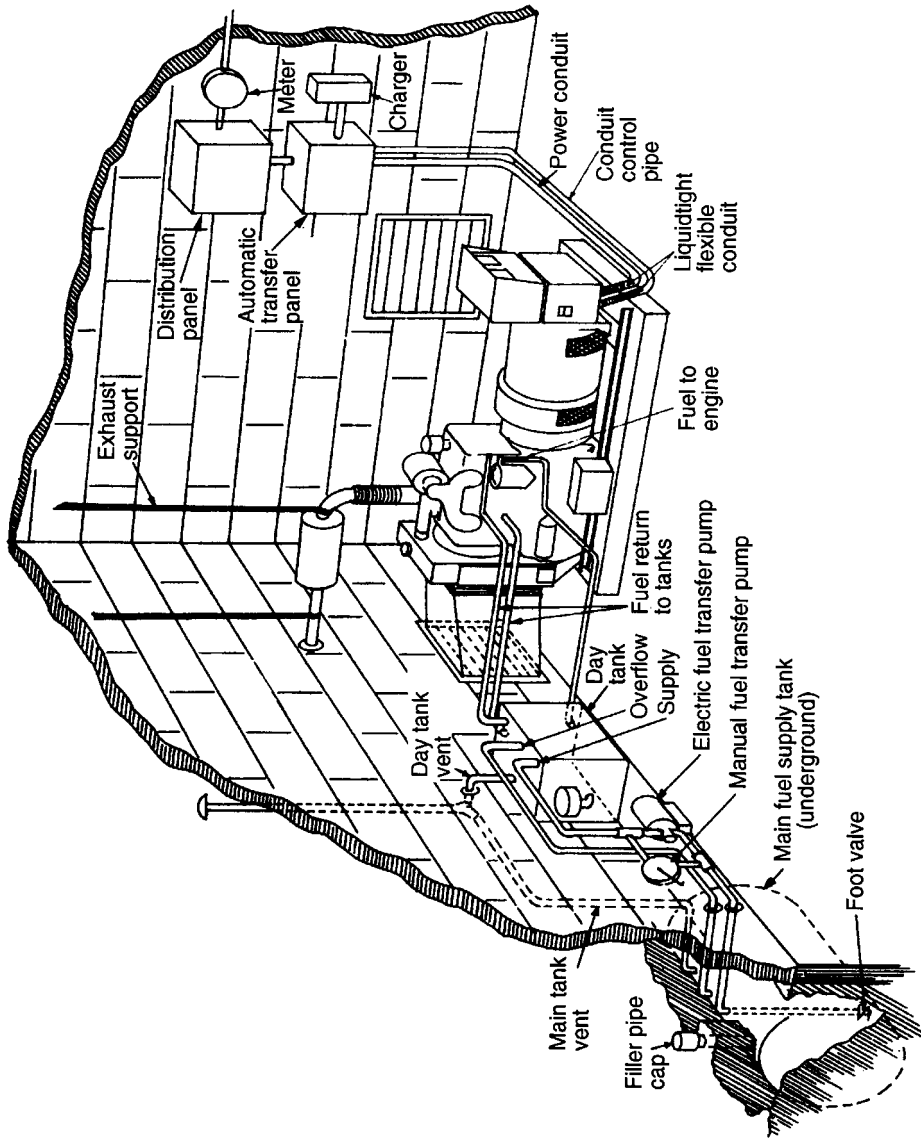 Meter
Charger
Distribution
panel
Automatic
transfer
panel
Power conduit
Conduit
control
pipe
Liquidtight
flexible
conduit
Exhaust
support
Fuel to
engine
Fuel return
to tanks
Day
tank
Overflow
Supply
Electric fuel transfer pump
Manual fuel transfer pump
Main fuel supply tank
(underground)
Foot valve
Day tank
vent
Main tank
vent
Filler pipe
cap